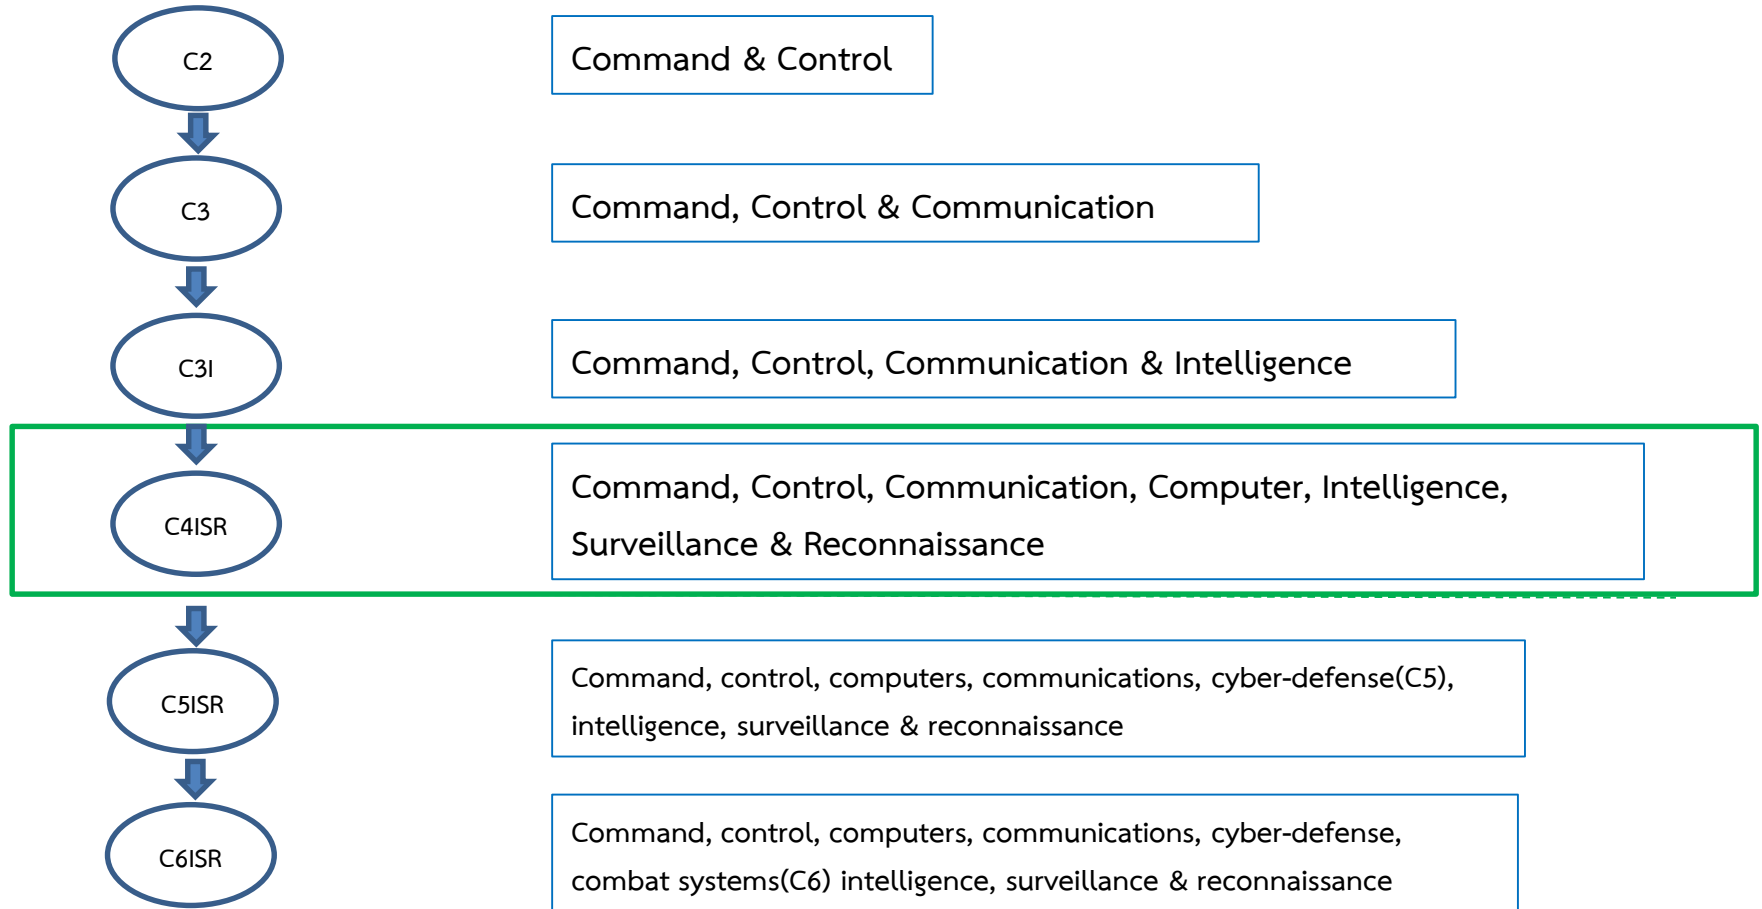 C2
Command & Control
C3
Command, Control & Communication
C3I
Command, Control, Communication & Intelligence
C4ISR
Command, Control, Communication, Computer, Intelligence,
Surveillance & Reconnaissance
C5ISR
Command, control, computers, communications, cyber-defense(C5),
intelligence, surveillance & reconnaissance
C6ISR
Command, control, computers, communications, cyber-defense,
combat systems(C6) intelligence, surveillance & reconnaissance